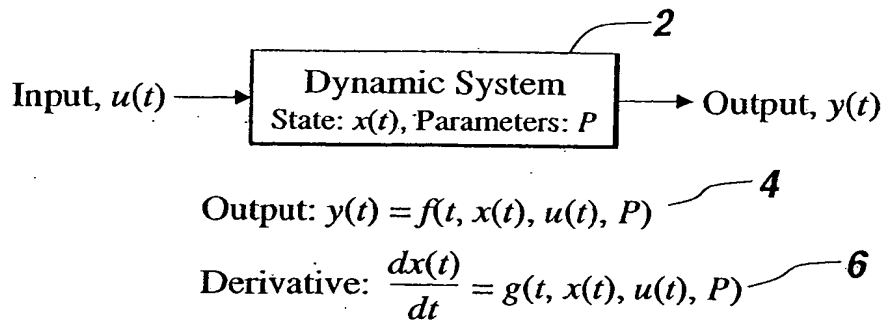 2
Input, u(t) Dynamic System Output, y(t)
State: x(t), Parameters: P
4
Output: y(t) = f(t, x(t), u(t), P)
6
Derivative: dx(t)/dt = g(t, x(t), u(t), P)